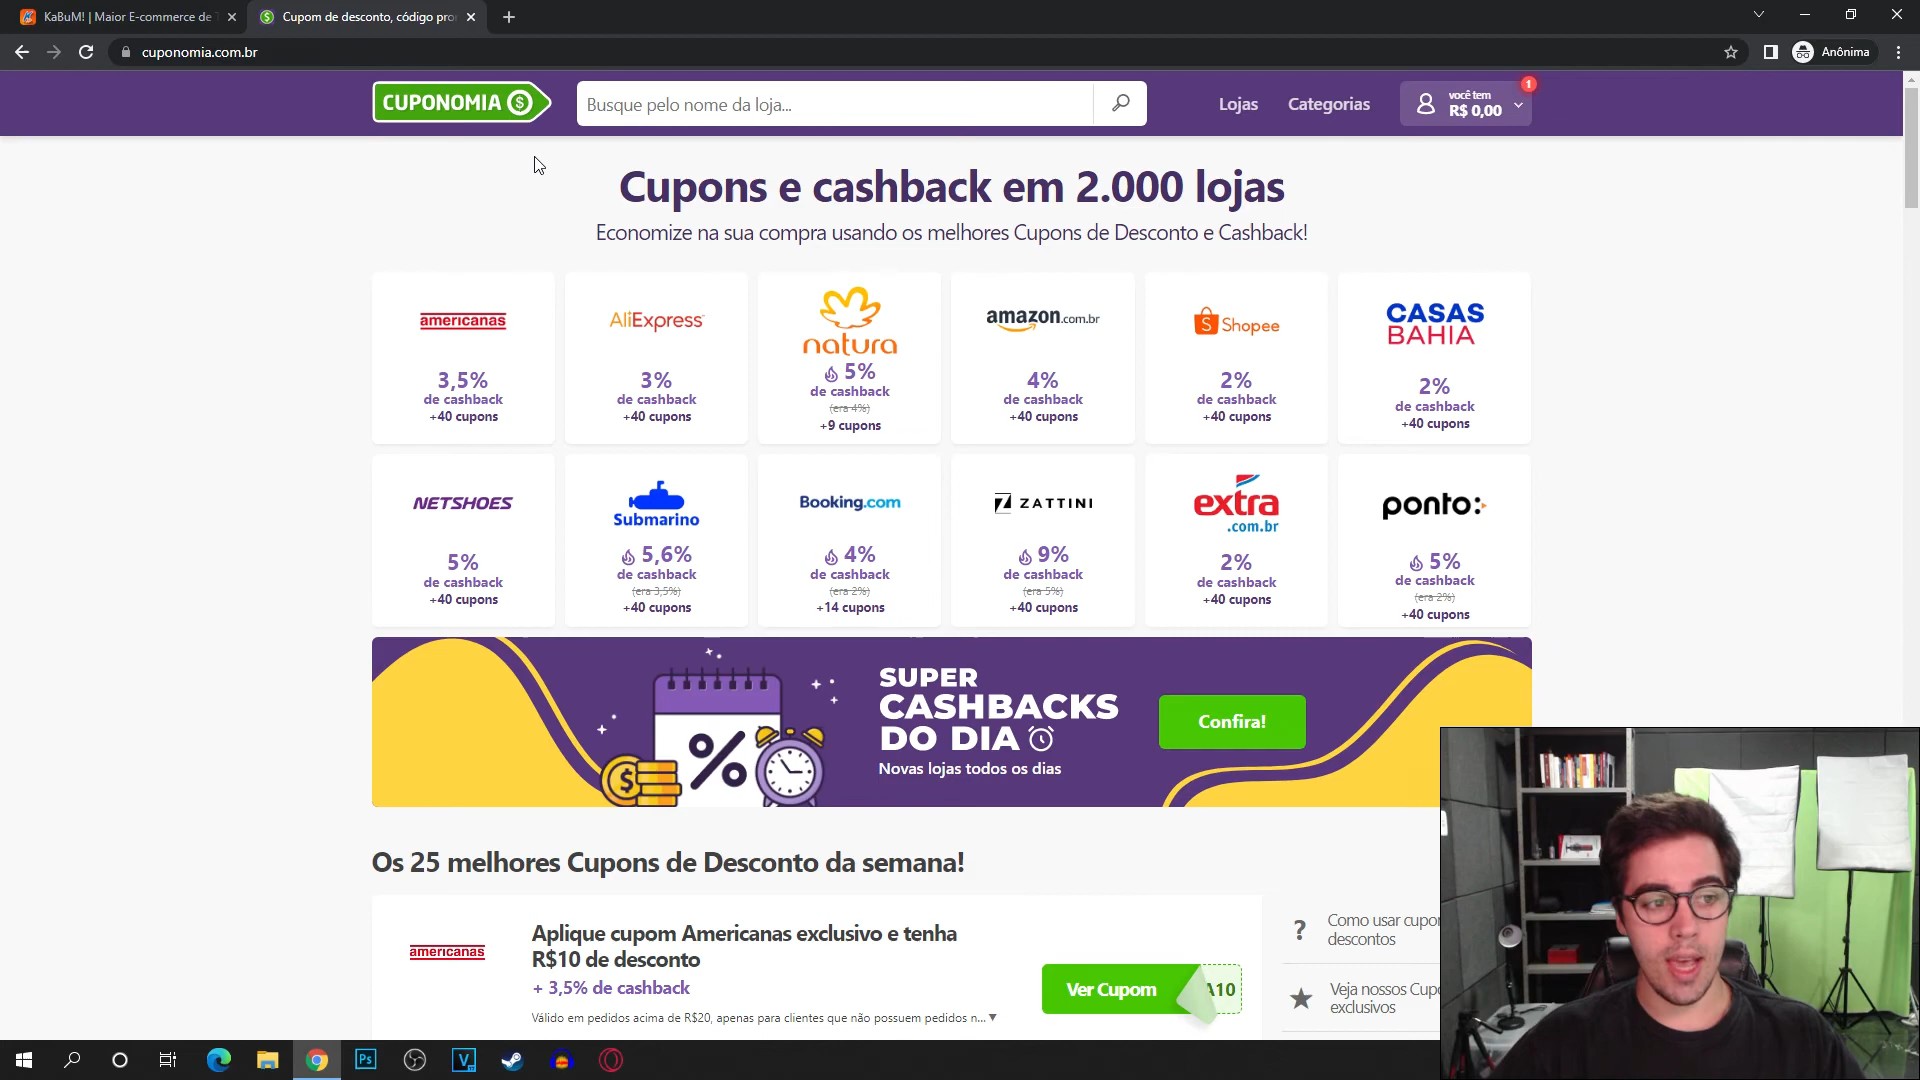 KaBuM! | Maior E-commerce de
Cupom de desconto, código pro
cuponomia.com.br
Anônima
CUPONOMIA $
Busque pelo nome da loja...
Lojas
Categorias
você tem
R$ 0,00
1
Cupons e cashback em 2.000 lojas
Economize na sua compra usando os melhores Cupons de Desconto e Cashback!
americanas
3,5%
de cashback
+40 cupons
AliExpress
3%
de cashback
+40 cupons
natura
5%
de cashback
(era 4%)
+9 cupons
amazon.com.br
4%
de cashback
+40 cupons
Shopee
2%
de cashback
+40 cupons
CASAS
BAHIA
2%
de cashback
+40 cupons
NETSHOES
5%
de cashback
+40 cupons
Submarino
5,6%
de cashback
(era 3,5%)
+40 cupons
Booking.com
4%
de cashback
(era 2%)
+14 cupons
ZATTINI
9%
de cashback
(era 5%)
+40 cupons
extra
.com.br
2%
de cashback
+40 cupons
ponto:
5%
de cashback
(era 2%)
+40 cupons
%
$
SUPER
CASHBACKS
DO DIA
Novas lojas todos os dias
Confira!
Os 25 melhores Cupons de Desconto da semana!
americanas
Aplique cupom Americanas exclusivo e tenha
R$10 de desconto
+ 3,5% de cashback
Válido em pedidos acima de R$20, apenas para clientes que não possuem pedidos n...
Ver Cupom
A10
? Como usar cupo
descontos
Veja nossos Cup
exclusivos
Ps
V